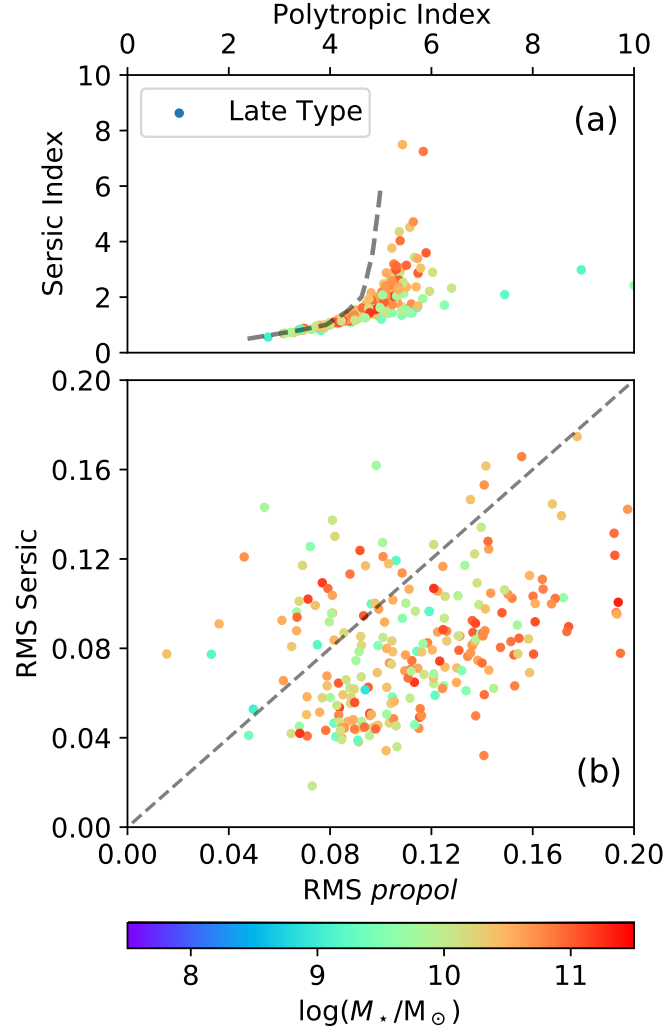 Polytropic Index
0 2 4 6 8 10
10
8
6
4
2
0
Sersic Index
Late Type
(a)
0.20
0.16
0.12
0.08
0.04
0.00
RMS Sersic
(b)
0.00 0.04 0.08 0.12 0.16 0.20
RMS propol
8 9 10 11
log(M⋆/M⊙)